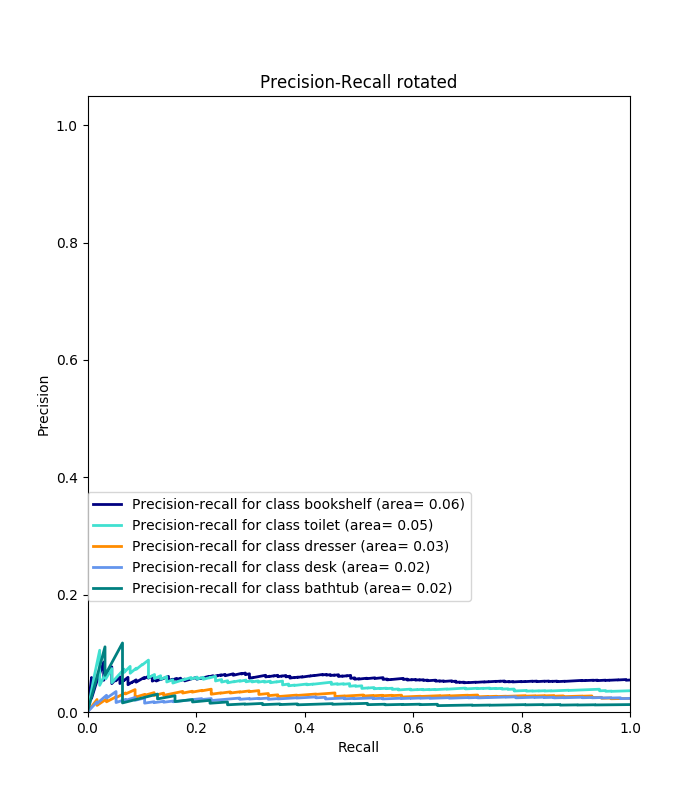 Precision-Recall rotated
1.0
0.8
0.6
0.4
0.2
0.0
Precision
Precision-recall for class bookshelf (area= 0.06)
Precision-recall for class toilet (area= 0.05)
Precision-recall for class dresser (area= 0.03)
Precision-recall for class desk (area= 0.02)
Precision-recall for class bathtub (area= 0.02)
0.0 0.2 0.4 0.6 0.8 1.0
Recall